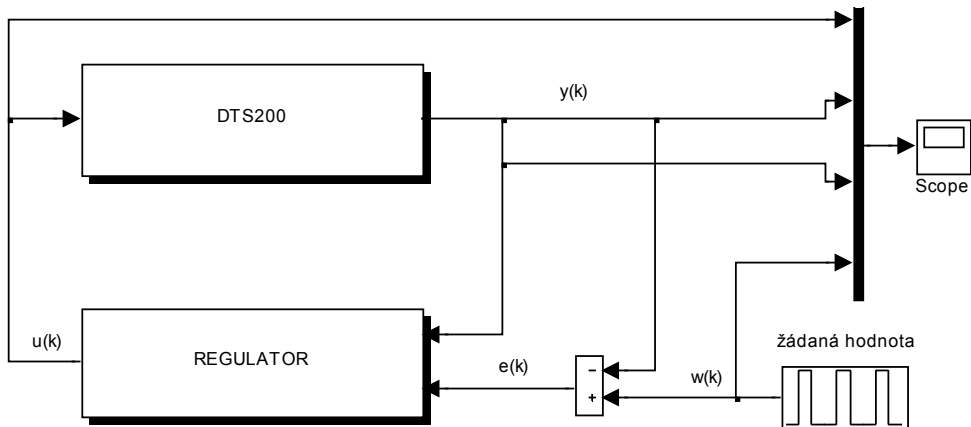 y(k)
DTS200
Scope
u(k)
REGULATOR
e(k)
−
+
w(k)
žádaná hodnota